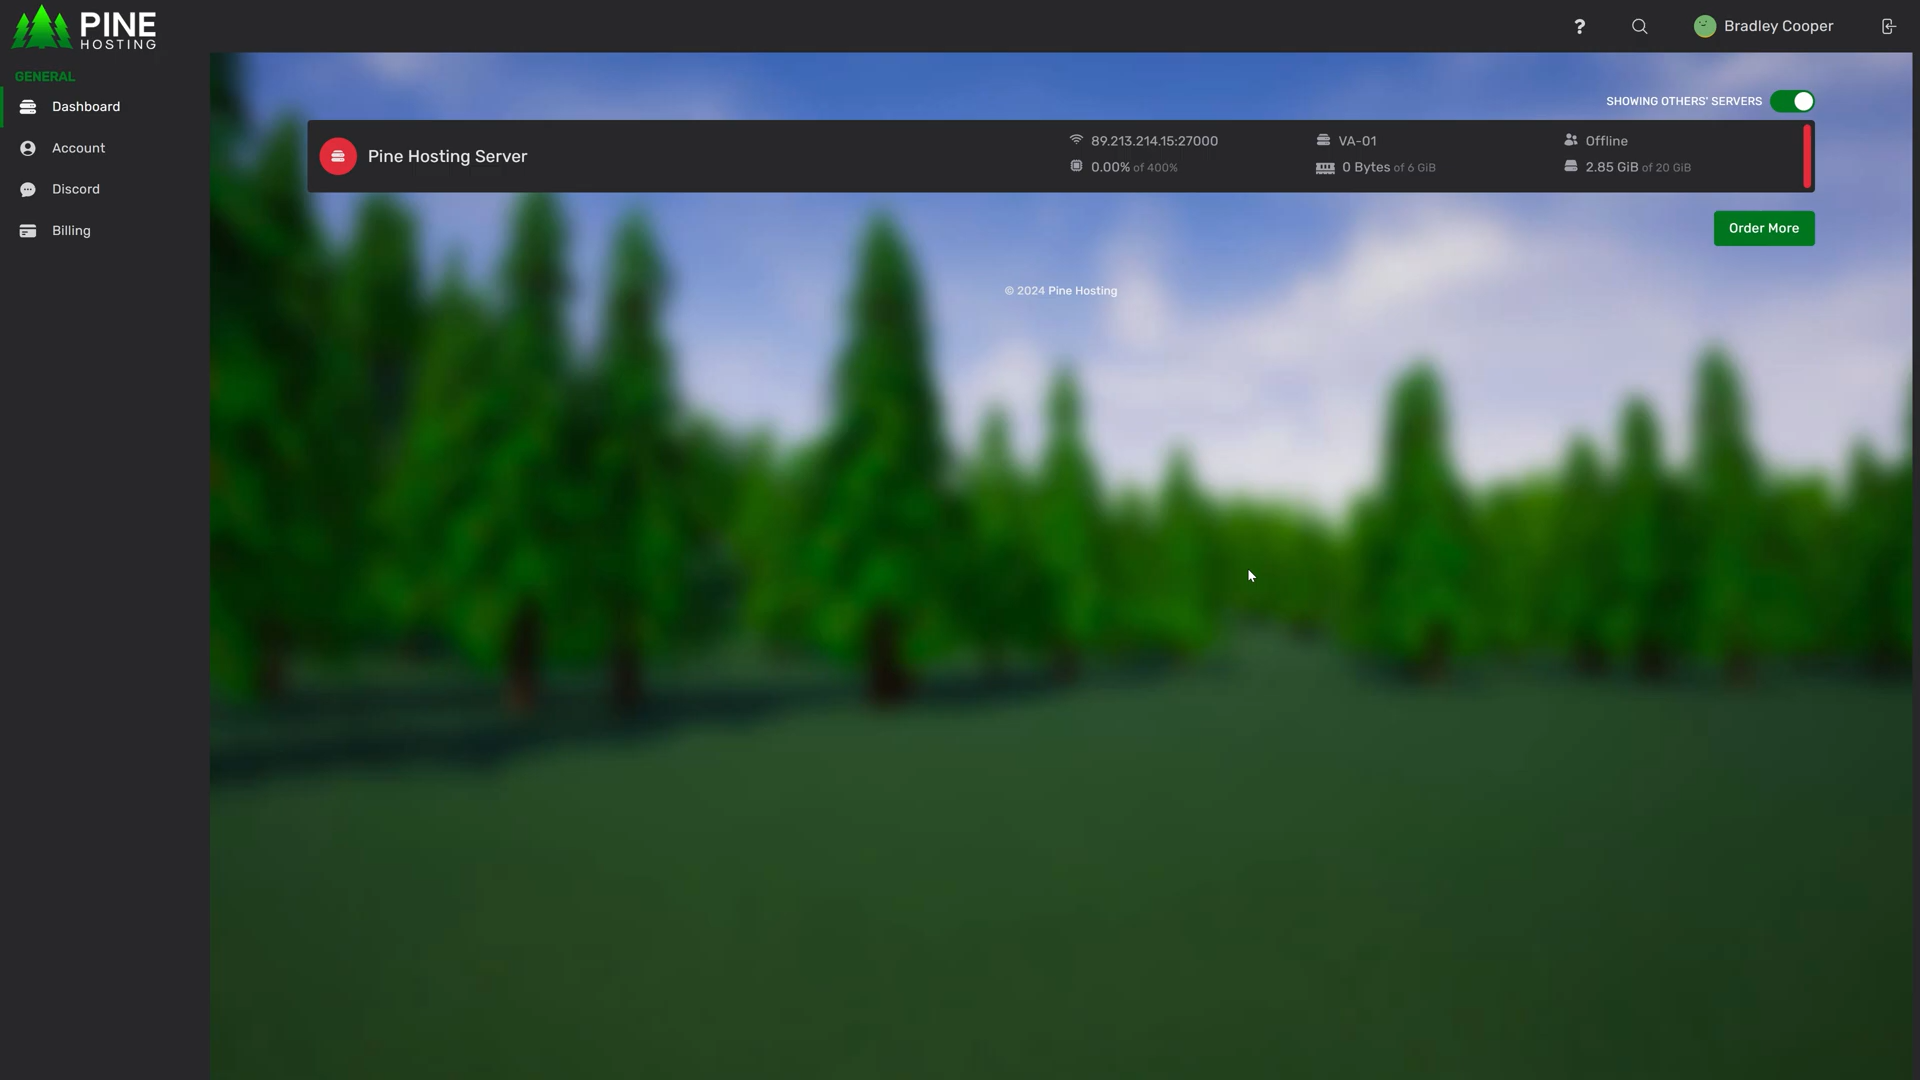 PINE
HOSTING
?
Bradley Cooper
GENERAL
Dashboard
Account
Discord
Billing
SHOWING OTHERS' SERVERS
Pine Hosting Server
89.213.214.15:27000
VA-01
Offline
0.00% of 400%
0 Bytes of 6 GiB
2.85 GiB of 20 GiB
Order More
© 2024 Pine Hosting